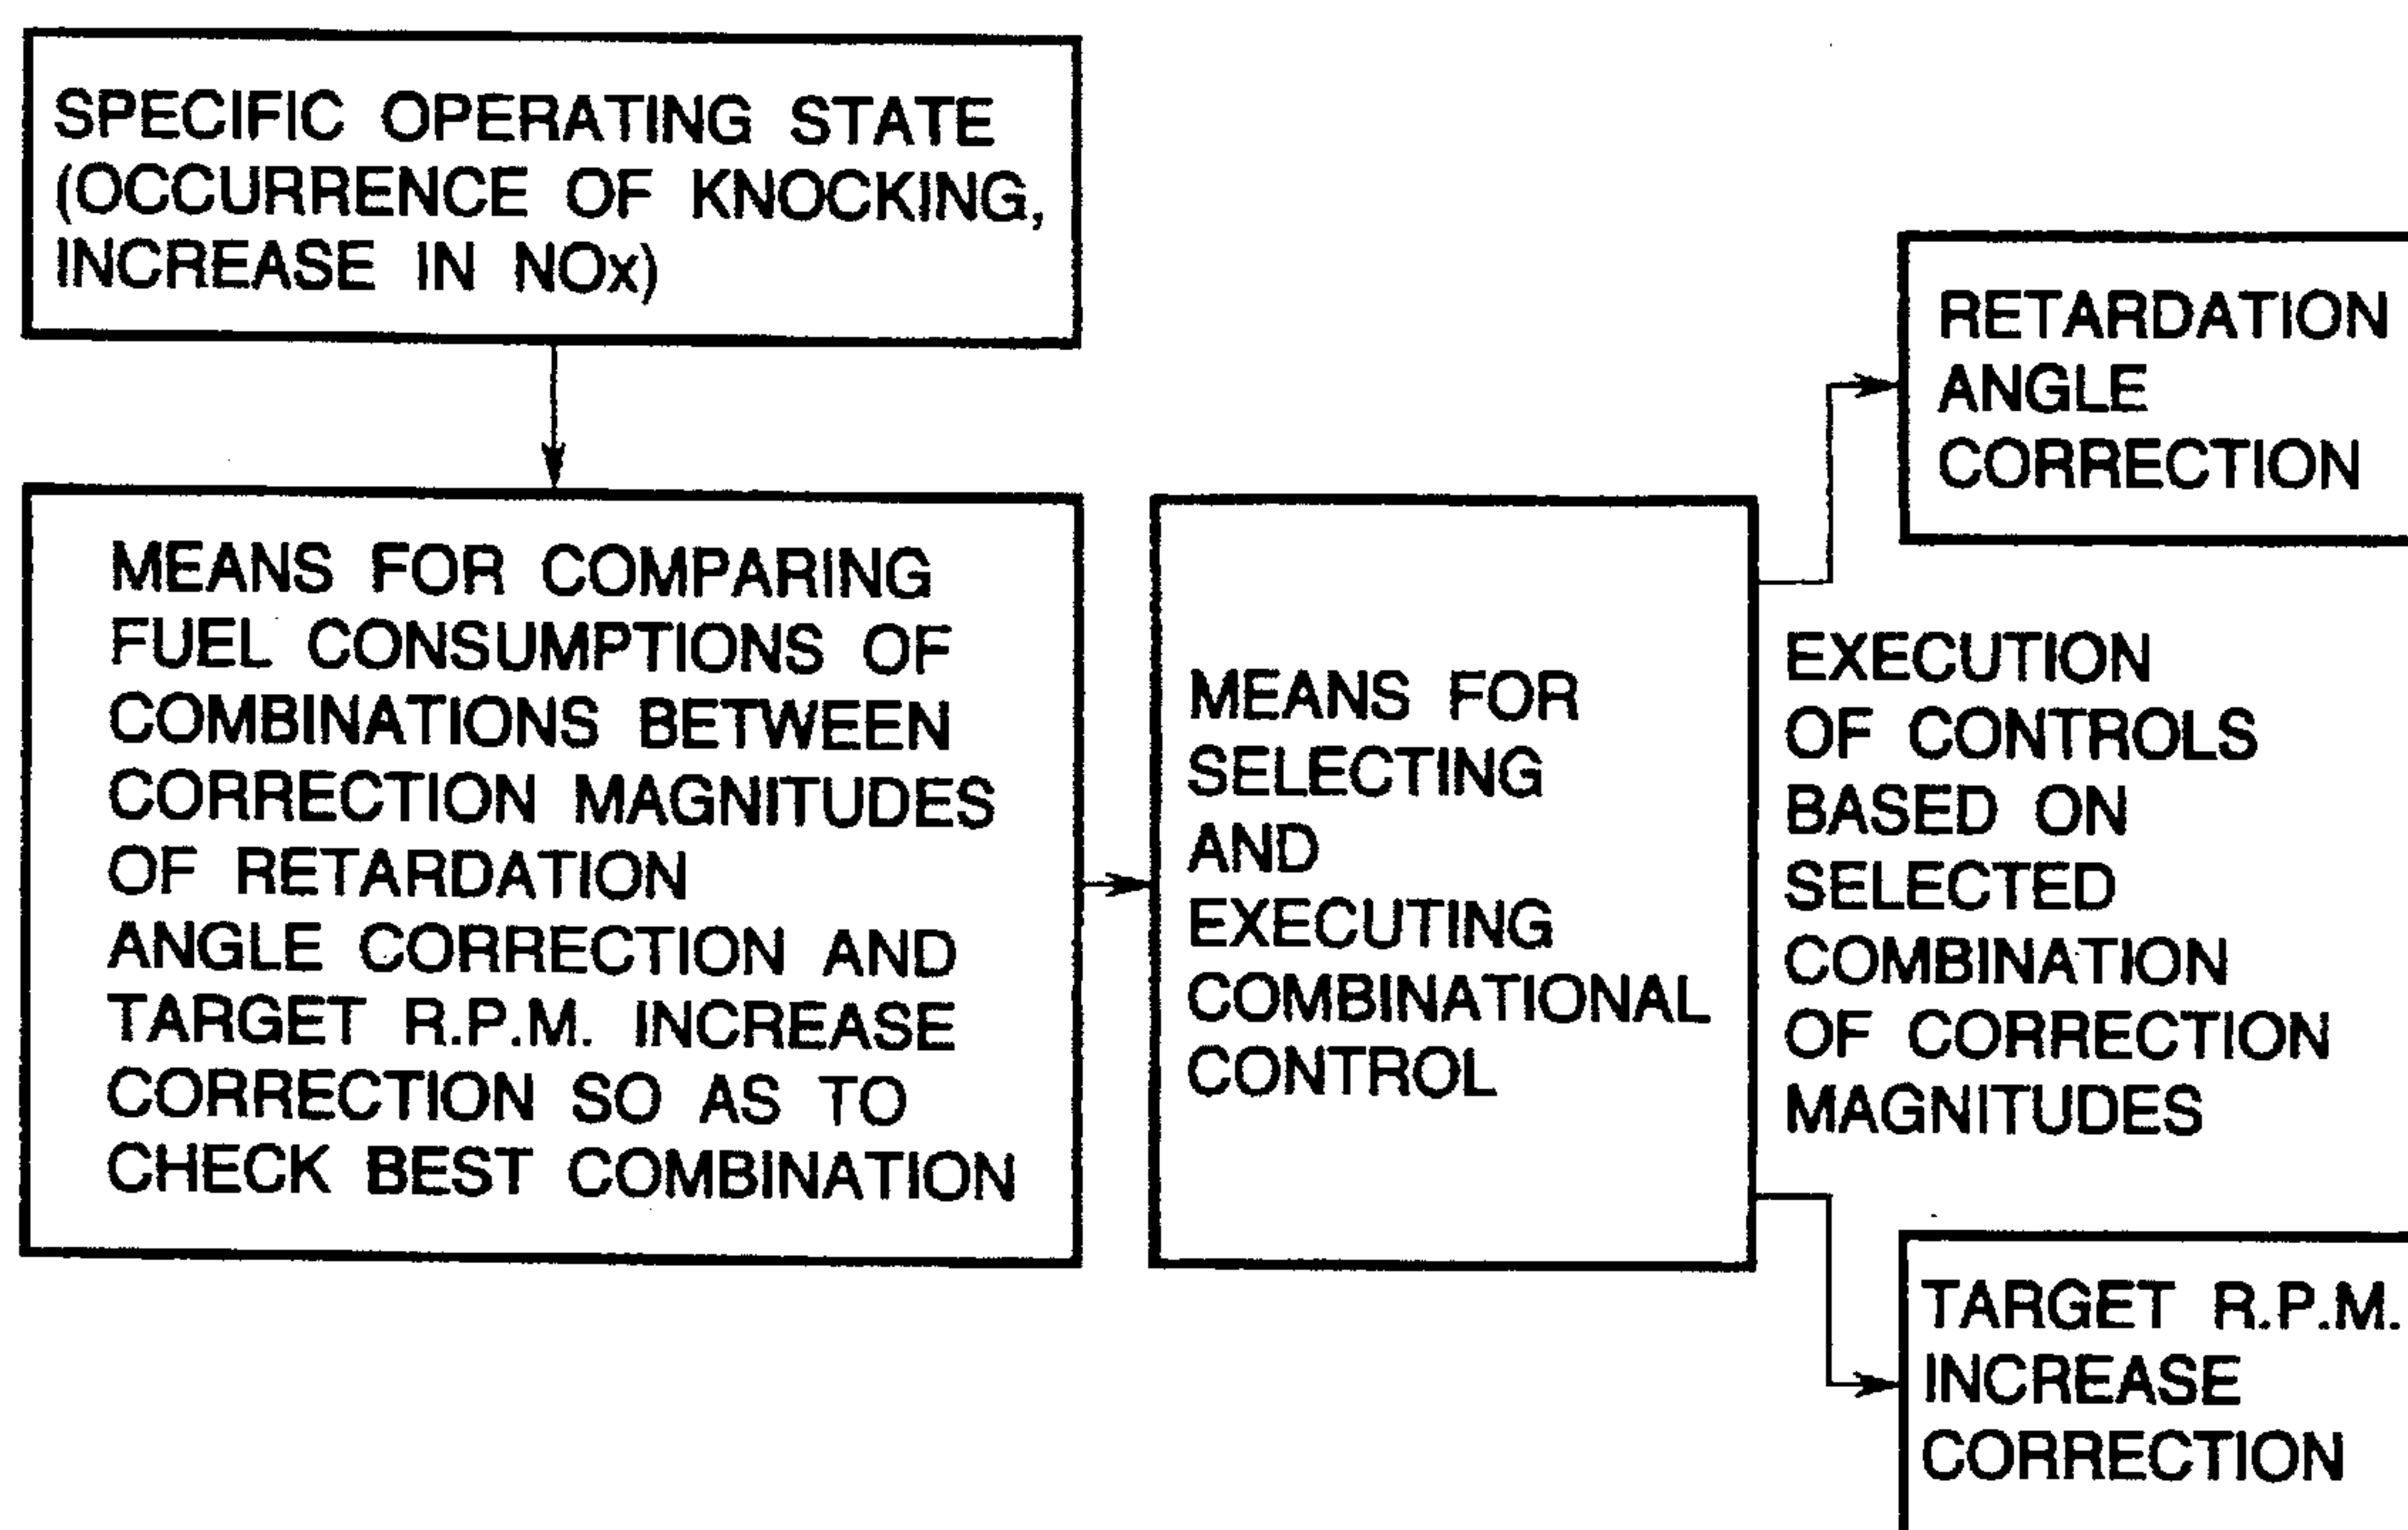 SPECIFIC OPERATING STATE
(OCCURRENCE OF KNOCKING,
INCREASE IN NOx)
MEANS FOR COMPARING
FUEL CONSUMPTIONS OF
COMBINATIONS BETWEEN
CORRECTION MAGNITUDES
OF RETARDATION
ANGLE CORRECTION AND
TARGET R.P.M. INCREASE
CORRECTION SO AS TO
CHECK BEST COMBINATION
MEANS FOR
SELECTING
AND
EXECUTING
COMBINATIONAL
CONTROL
RETARDATION
ANGLE
CORRECTION
EXECUTION
OF CONTROLS
BASED ON
SELECTED
COMBINATION
OF CORRECTION
MAGNITUDES
TARGET R.P.M.
INCREASE
CORRECTION